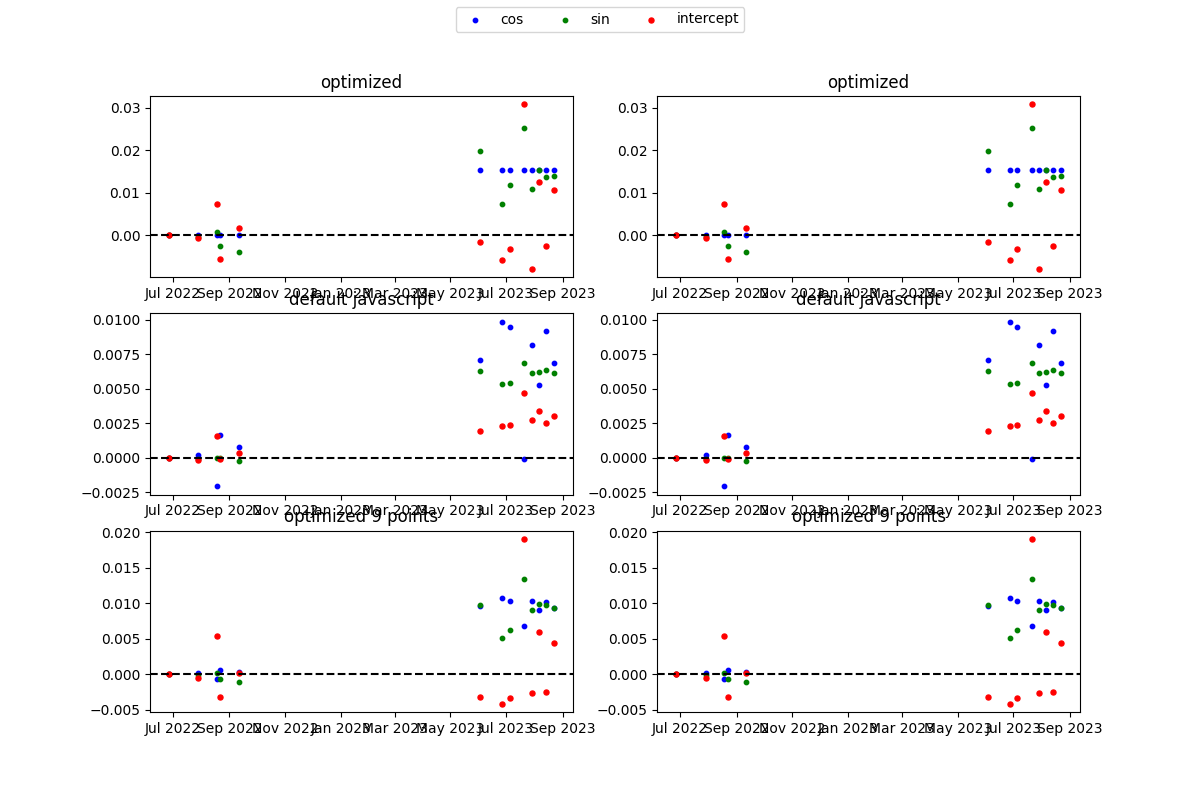 cos sin intercept
optimized optimized
0.03 0.03
0.02 0.02
0.01 0.01
0.00 0.00
Jul 2022 Sep 2022 Nov 2022 Jan 2023 Mar 2023 May 2023 Jul 2023 Sep 2023 Jul 2022 Sep 2022 Nov 2022 Jan 2023 Mar 2023 May 2023 Jul 2023 Sep 2023
default javascript default javascript
0.0100 0.0100
0.0075 0.0075
0.0050 0.0050
0.0025 0.0025
0.0000 0.0000
−0.0025 −0.0025
Jul 2022 Sep 2022 Nov 2022 Jan 2023 Mar 2023 May 2023 Jul 2023 Sep 2023 Jul 2022 Sep 2022 Nov 2022 Jan 2023 Mar 2023 May 2023 Jul 2023 Sep 2023
optimized 9 points optimized 9 points
0.020 0.020
0.015 0.015
0.010 0.010
0.005 0.005
0.000 0.000
−0.005 −0.005
Jul 2022 Sep 2022 Nov 2022 Jan 2023 Mar 2023 May 2023 Jul 2023 Sep 2023 Jul 2022 Sep 2022 Nov 2022 Jan 2023 Mar 2023 May 2023 Jul 2023 Sep 2023